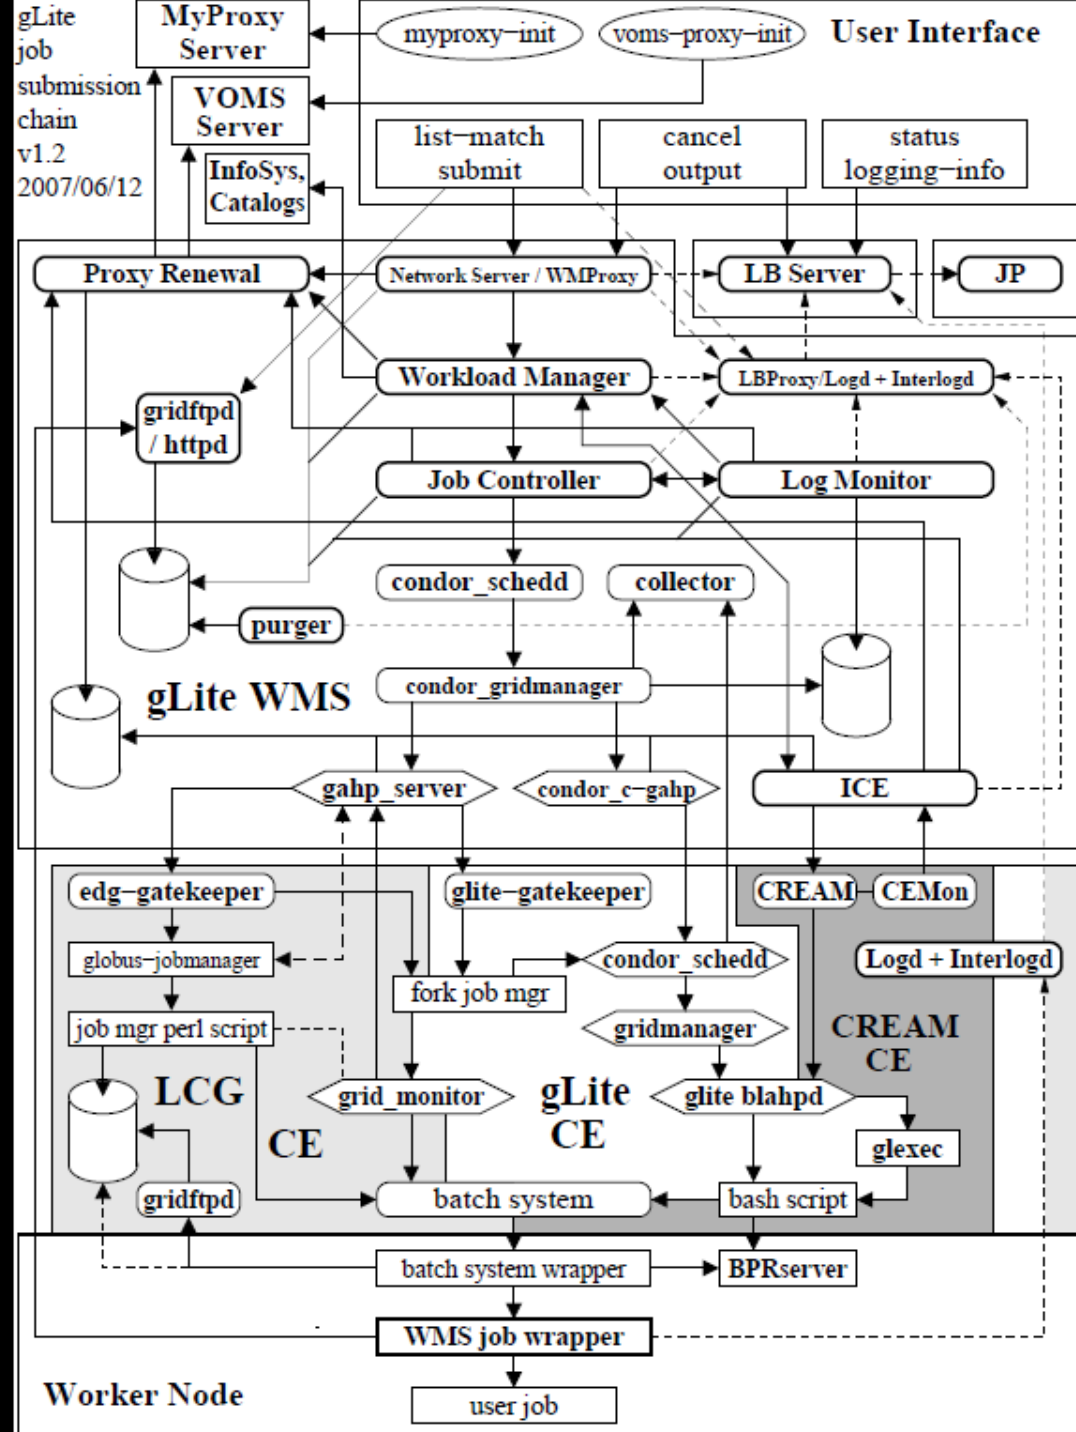 gLite
job
submission
chain
v1.2
2007/06/12
MyProxy
Server
myproxy-init
voms-proxy-init
User Interface
VOMS
Server
InfoSys,
Catalogs
list-match
submit
cancel
output
status
logging-info
Proxy Renewal
Network Server / WMProxy
LB Server
JP
Workload Manager
LBProxy/Logd + Interlogd
gridftpd
/ httpd
Job Controller
Log Monitor
condor_schedd
collector
purger
condor_gridmanager
gLite WMS
gahp_server
condor_c-gahp
ICE
edg-gatekeeper
glite-gatekeeper
CREAM
CEMon
globus-jobmanager
condor_schedd
Logd + Interlogd
fork job mgr
job mgr perl script
gridmanager
CREAM
CE
LCG
CE
grid_monitor
gLite
CE
glite blahpd
glexec
gridftpd
batch system
bash script
batch system wrapper
BPRserver
WMS job wrapper
Worker Node
user job